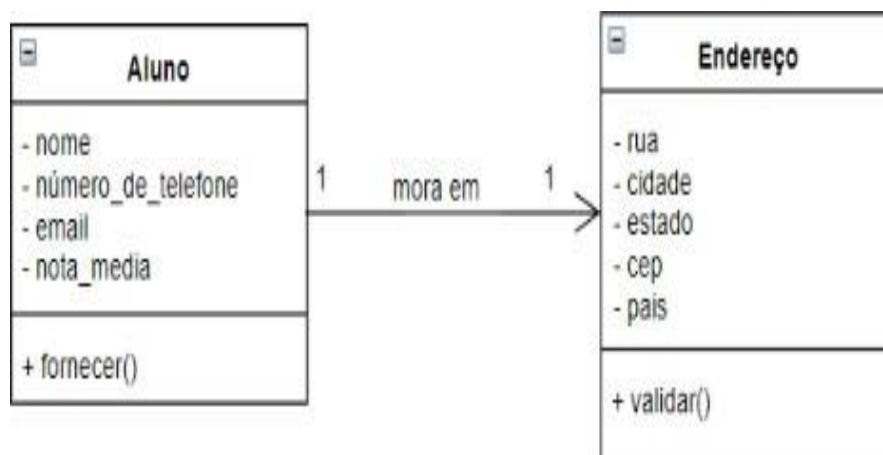 Aluno
- nome
- número_de_telefone
- email
- nota_media
+ fornecer()
1 mora em 1
Endereço
- rua
- cidade
- estado
- cep
- pais
+ validar()